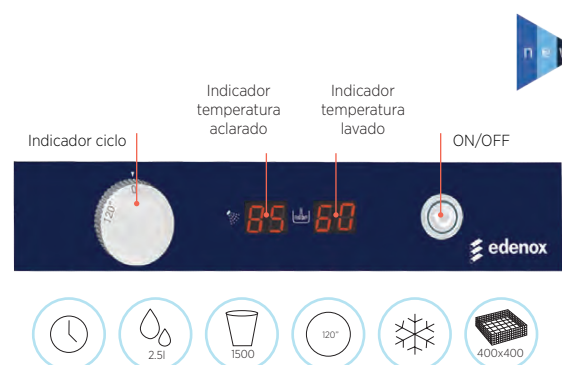 new
Indicador
temperatura
aclarado
Indicador
temperatura
lavado
Indicador ciclo
ON/OFF
120"
85
60
edenox
2.5l
1500
120"
400x400